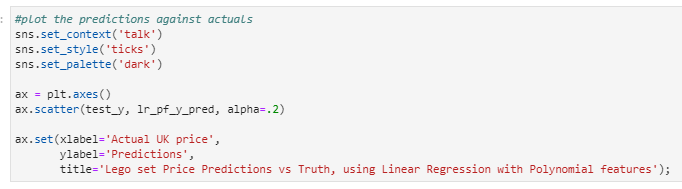 :
#plot the predictions against actuals
sns.set_context('talk')
sns.set_style('ticks')
sns.set_palette('dark')
ax = plt.axes()
ax.scatter(test_y, lr_pf_y_pred, alpha=.2)
ax.set(xlabel='Actual UK price',
ylabel='Predictions',
title='Lego set Price Predictions vs Truth, using Linear Regression with Polynomial features');